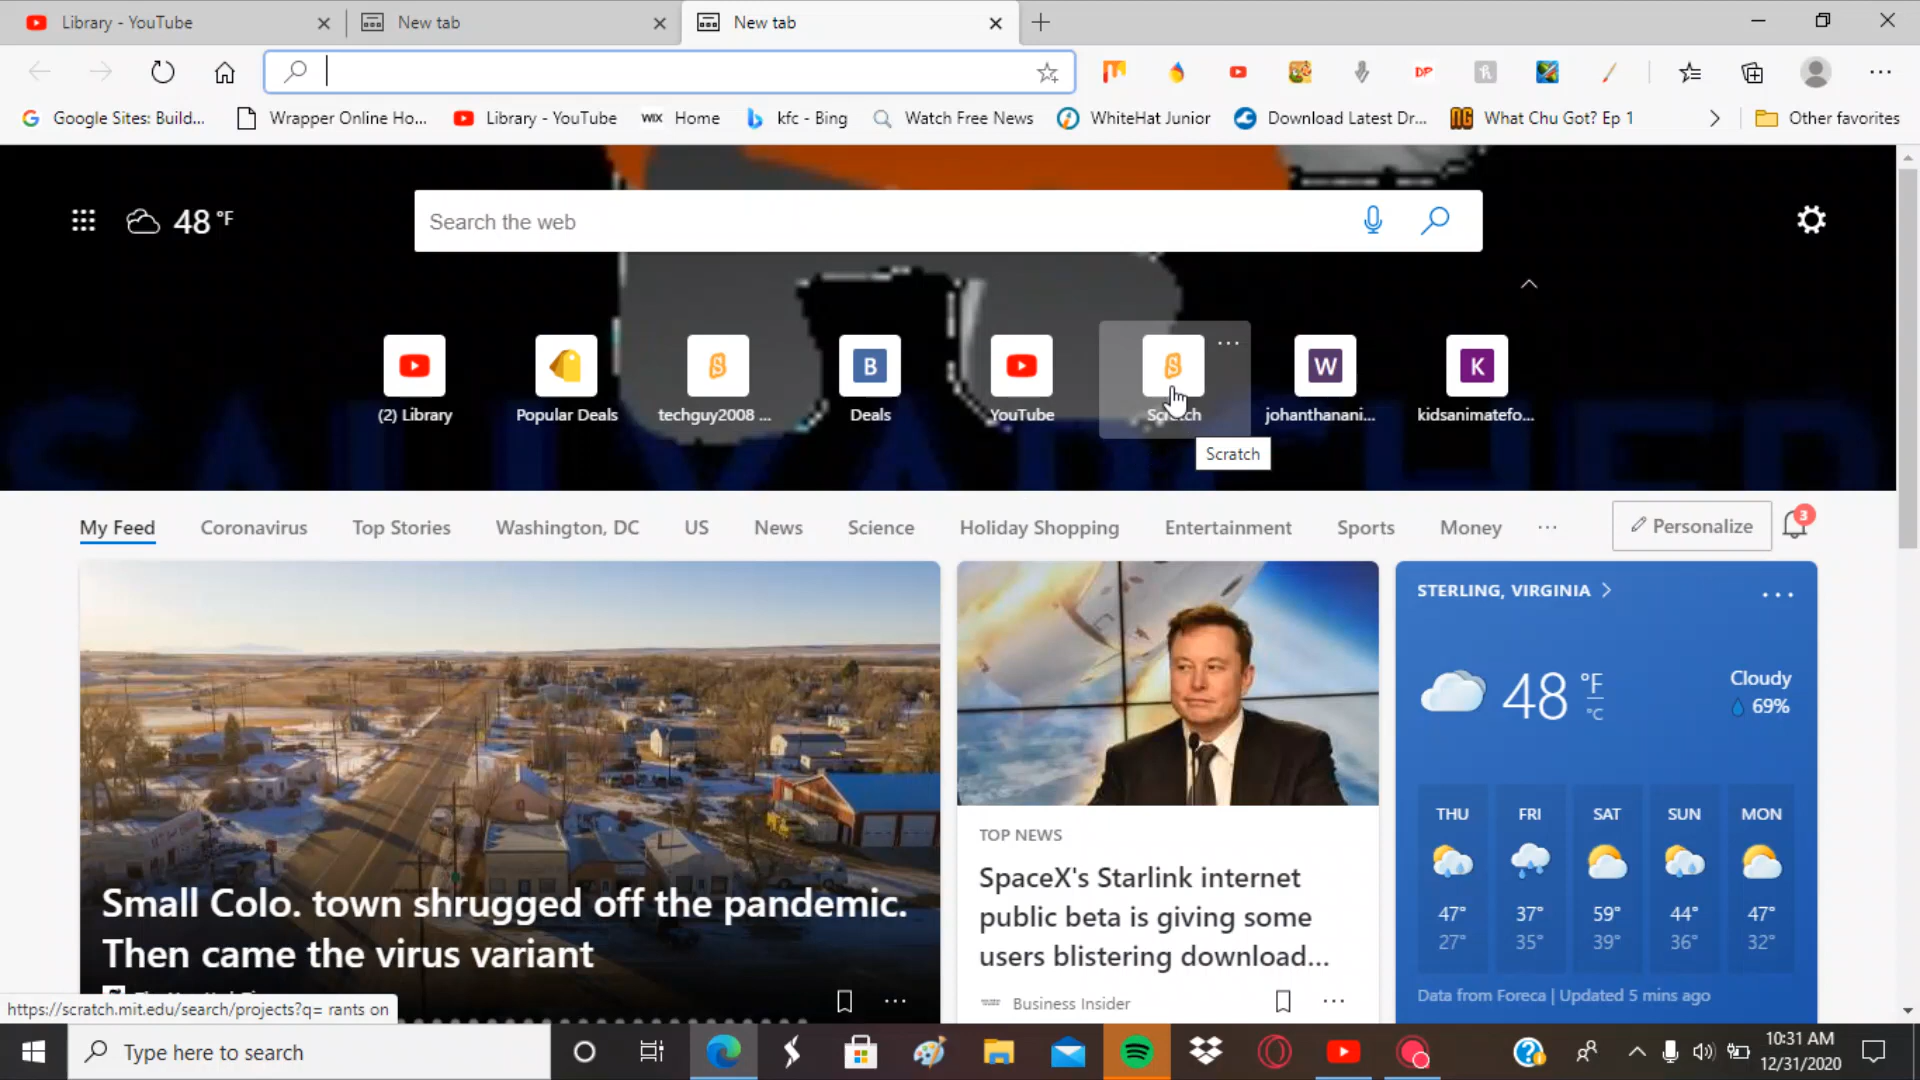 Library - YouTube
New tab
New tab
Google Sites: Build...
Wrapper Online Ho...
Library - YouTube
WIX Home
kfc - Bing
Watch Free News
WhiteHat Junior
Download Latest Dr...
NG What Chu Got? Ep 1
Other favorites
DP
48 °F
Search the web
(2) Library
Popular Deals
techguy2008 ...
B
Deals
YouTube
Scratch
W
johanthanani...
K
kidsanimatefo...
Scratch
My Feed
Coronavirus
Top Stories
Washington, DC
US
News
Science
Holiday Shopping
Entertainment
Sports
Money
...
Personalize
3
Small Colo. town shrugged off the pandemic.
Then came the virus variant
TOP NEWS
SpaceX's Starlink internet
public beta is giving some
users blistering download...
Business Insider
STERLING, VIRGINIA
48 °F
°C
Cloudy
69%
THU FRI SAT SUN MON
47° 37° 59° 44° 47°
27° 35° 39° 36° 32°
Data from Foreca | Updated 5 mins ago
https://scratch.mit.edu/search/projects?q= rants on
Type here to search
10:31 AM
12/31/2020